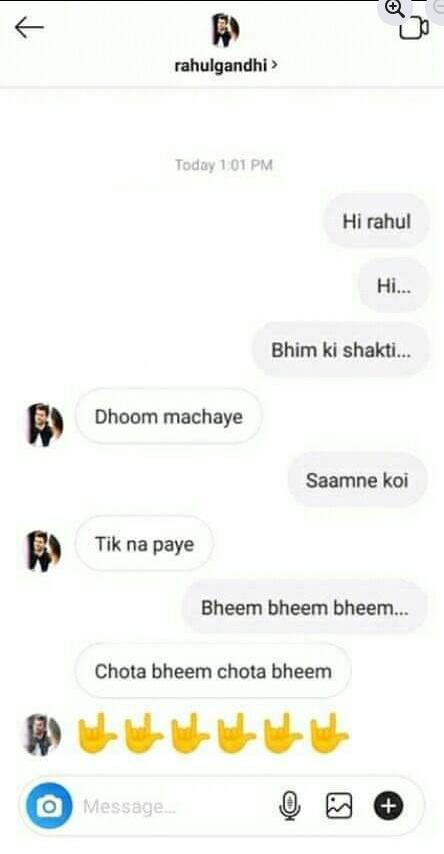 rahulgandhi >
Today 1:01 PM
Hi rahul
Hi...
Bhim ki shakti...
Dhoom machaye
Saamne koi
Tik na paye
Bheem bheem bheem...
Chota bheem chota bheem
🤟🤟🤟🤟🤟🤟
Message...